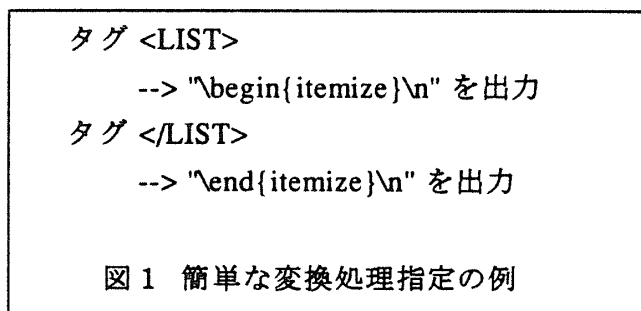 タグ <LIST>
--> "\begin{itemize}\n" を出力
タグ </LIST>
--> "\end{itemize}\n" を出力
図1 簡単な変換処理指定の例